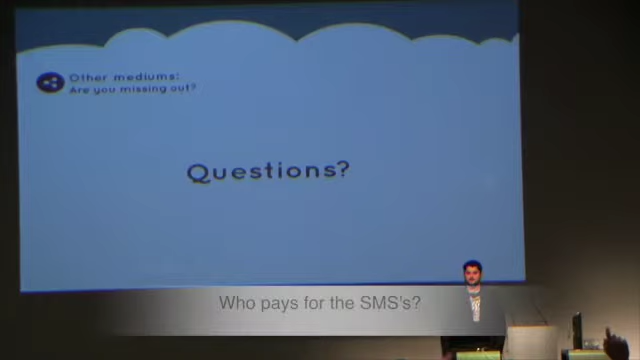 Other mediums:
Are you missing out?
Questions?
Who pays for the SMS's?